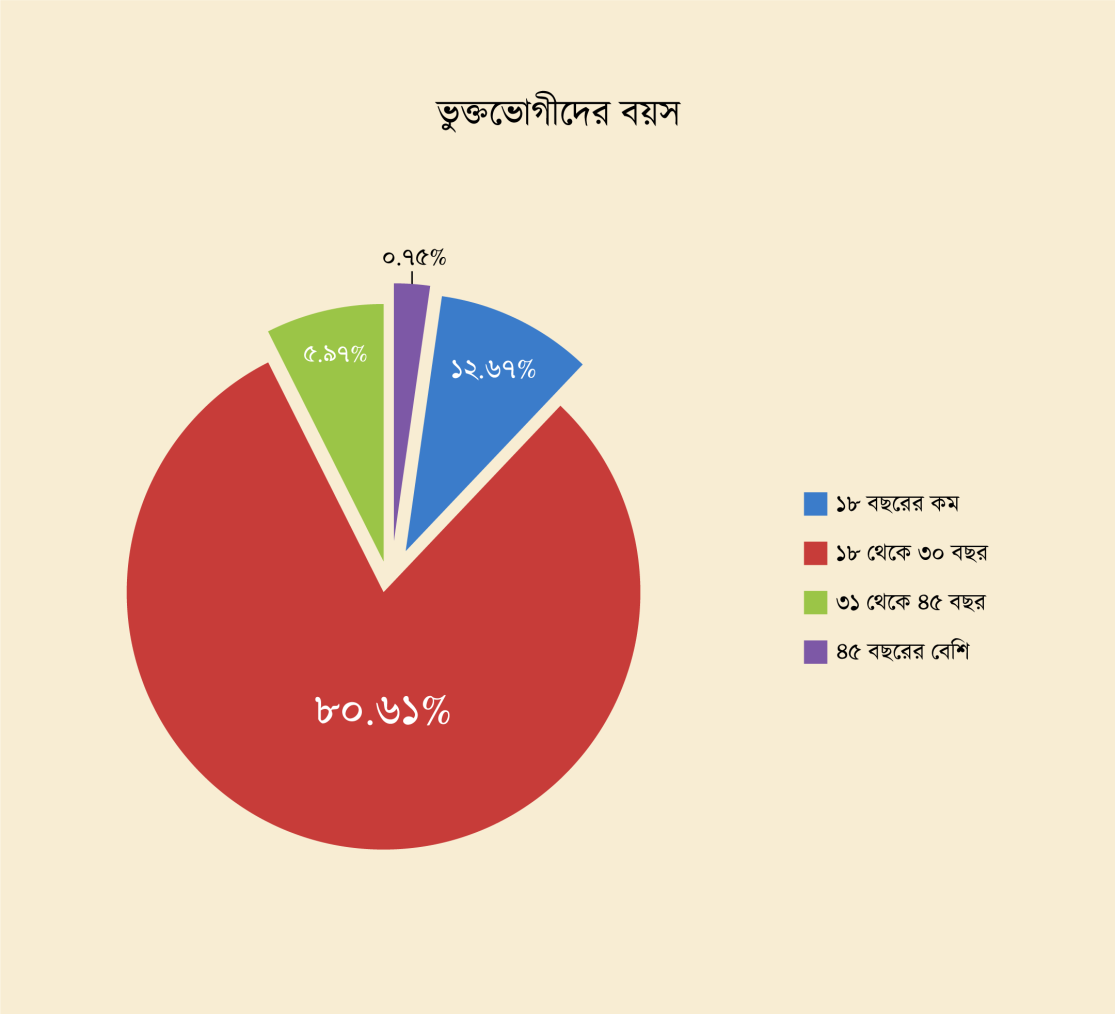 ভুক্তভোগীদের বয়স
০.৭৫%
৫.৯৭%
১২.৬৭%
৮০.৬১%
১৮ বছরের কম
১৮ থেকে ৩০ বছর
৩১ থেকে ৪৫ বছর
৪৫ বছরের বেশি